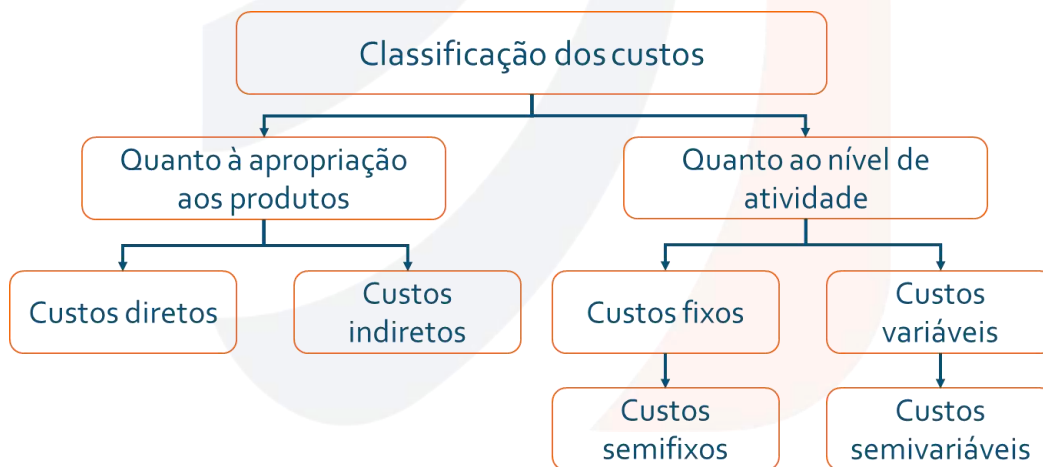 Classificação dos custos
Quanto à apropriação
aos produtos
Quanto ao nível de
atividade
Custos diretos
Custos
indiretos
Custos fixos
Custos
variáveis
Custos
semifixos
Custos
semivariáveis